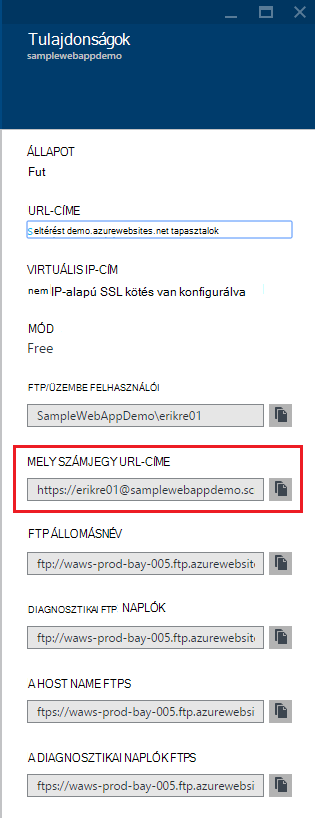 Tulajdonságok
samplewebappdemo
ÁLLAPOT
Fut
URL-CÍME
s eltérést demo.azurewebsites.net tapasztalok
VIRTUÁLIS IP-CÍM
nem IP-alapú SSL kötés van konfigurálva
MÓD
Free
FTP/ÜZEMBE FELHASZNÁLÓI
SampleWebAppDemo\erikre01
MELY SZÁMJEGY URL-CÍME
https://erikre01@samplewebappdemo.sc
FTP ÁLLOMÁSNÉV
ftp://waws-prod-bay-005.ftp.azurewebsite
DIAGNOSZTIKAI FTP NAPLÓK
ftp://waws-prod-bay-005.ftp.azurewebsite
A HOST NAME FTPS
ftps://waws-prod-bay-005.ftp.azurewebsi
A DIAGNOSZTIKAI NAPLÓK FTPS
ftps://waws-prod-bay-005.ftp.azurewebsi